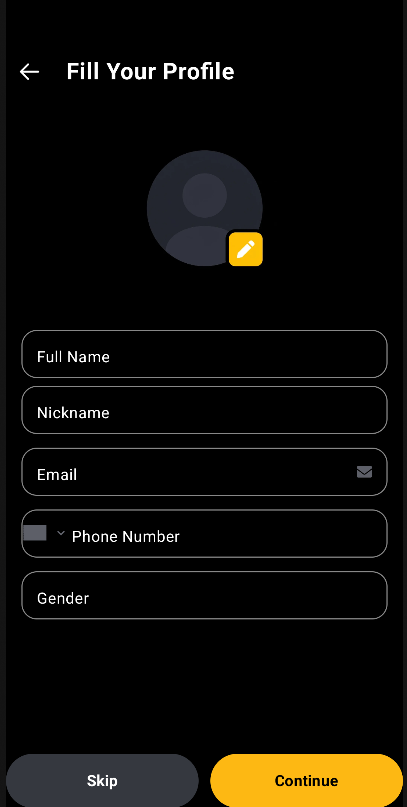 Fill Your Profile
Full Name
Nickname
Email
Phone Number
Gender
Skip
Continue